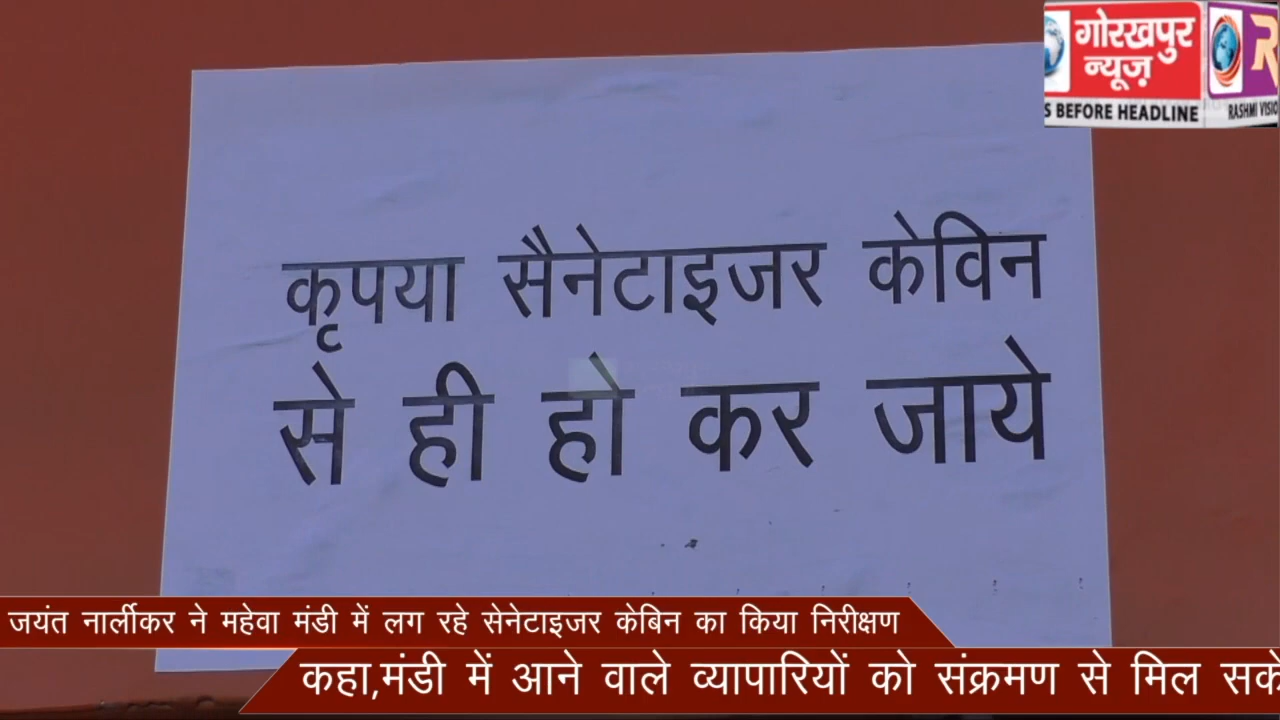 गोरखपुर
न्यूज़
S BEFORE HEADLINE
R
RASHMI VISIO
कृपया सैनेटाइजर केविन
से ही हो कर जाये
जयंत नार्लीकर ने महेवा मंडी में लग रहे सेनेटाइजर केबिन का किया निरीक्षण
कहा,मंडी में आने वाले व्यापारियों को संक्रमण से मिल सके